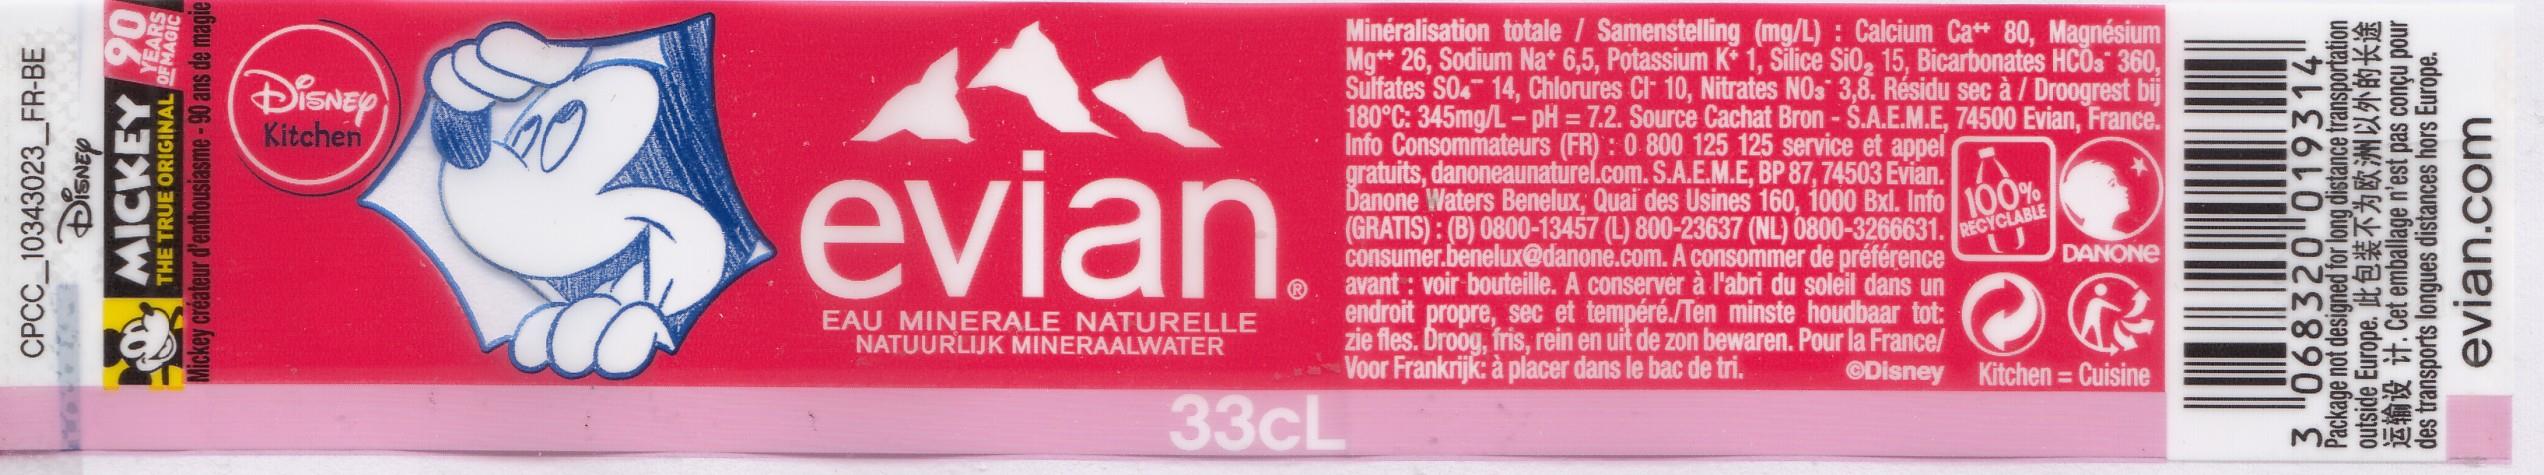 CPCC_10343023_FR-BE
Disney
MICKEY
THE TRUE ORIGINAL
90
YEARS
OF MAGIC
Mickey créateur d'enthousiasme - 90 ans de magie
Disney
Kitchen
evian®
EAU MINERALE NATURELLE
NATUURLIJK MINERAALWATER
33cL
Minéralisation totale / Samenstelling (mg/L) : Calcium Ca⁺⁺ 80, Magnésium
Mg⁺⁺ 26, Sodium Na⁺ 6,5, Potassium K⁺ 1, Silice SiO₂ 15, Bicarbonates HCO₃⁻ 360,
Sulfates SO₄⁻⁻ 14, Chlorures Cl⁻ 10, Nitrates NO₃⁻ 3,8. Résidu sec à / Droogrest bij
180°C: 345mg/L – pH = 7.2. Source Cachat Bron - S.A.E.M.E, 74500 Evian, France.
Info Consommateurs (FR) : 0 800 125 125 service et appel
gratuits, danoneaunaturel.com. S.A.E.M.E, BP 87, 74503 Evian.
Danone Waters Benelux, Quai des Usines 160, 1000 Bxl. Info
(GRATIS) : (B) 0800-13457 (L) 800-23637 (NL) 0800-3266631.
consumer.benelux@danone.com. A consommer de préférence
avant : voir bouteille. A conserver à l'abri du soleil dans un
endroit propre, sec et tempéré./Ten minste houdbaar tot:
zie fles. Droog, fris, rein en uit de zon bewaren. Pour la France/
Voor Frankrijk: à placer dans le bac de tri.
©Disney
100%
RECYCLABLE
DANONE
Kitchen = Cuisine
3 068320 019314
Package not designed for long distance transportation
outside Europe. 此包装不为欧洲以外的长途
运输设 计. Cet emballage n'est pas conçu pour
des transports longues distances hors Europe.
evian.com